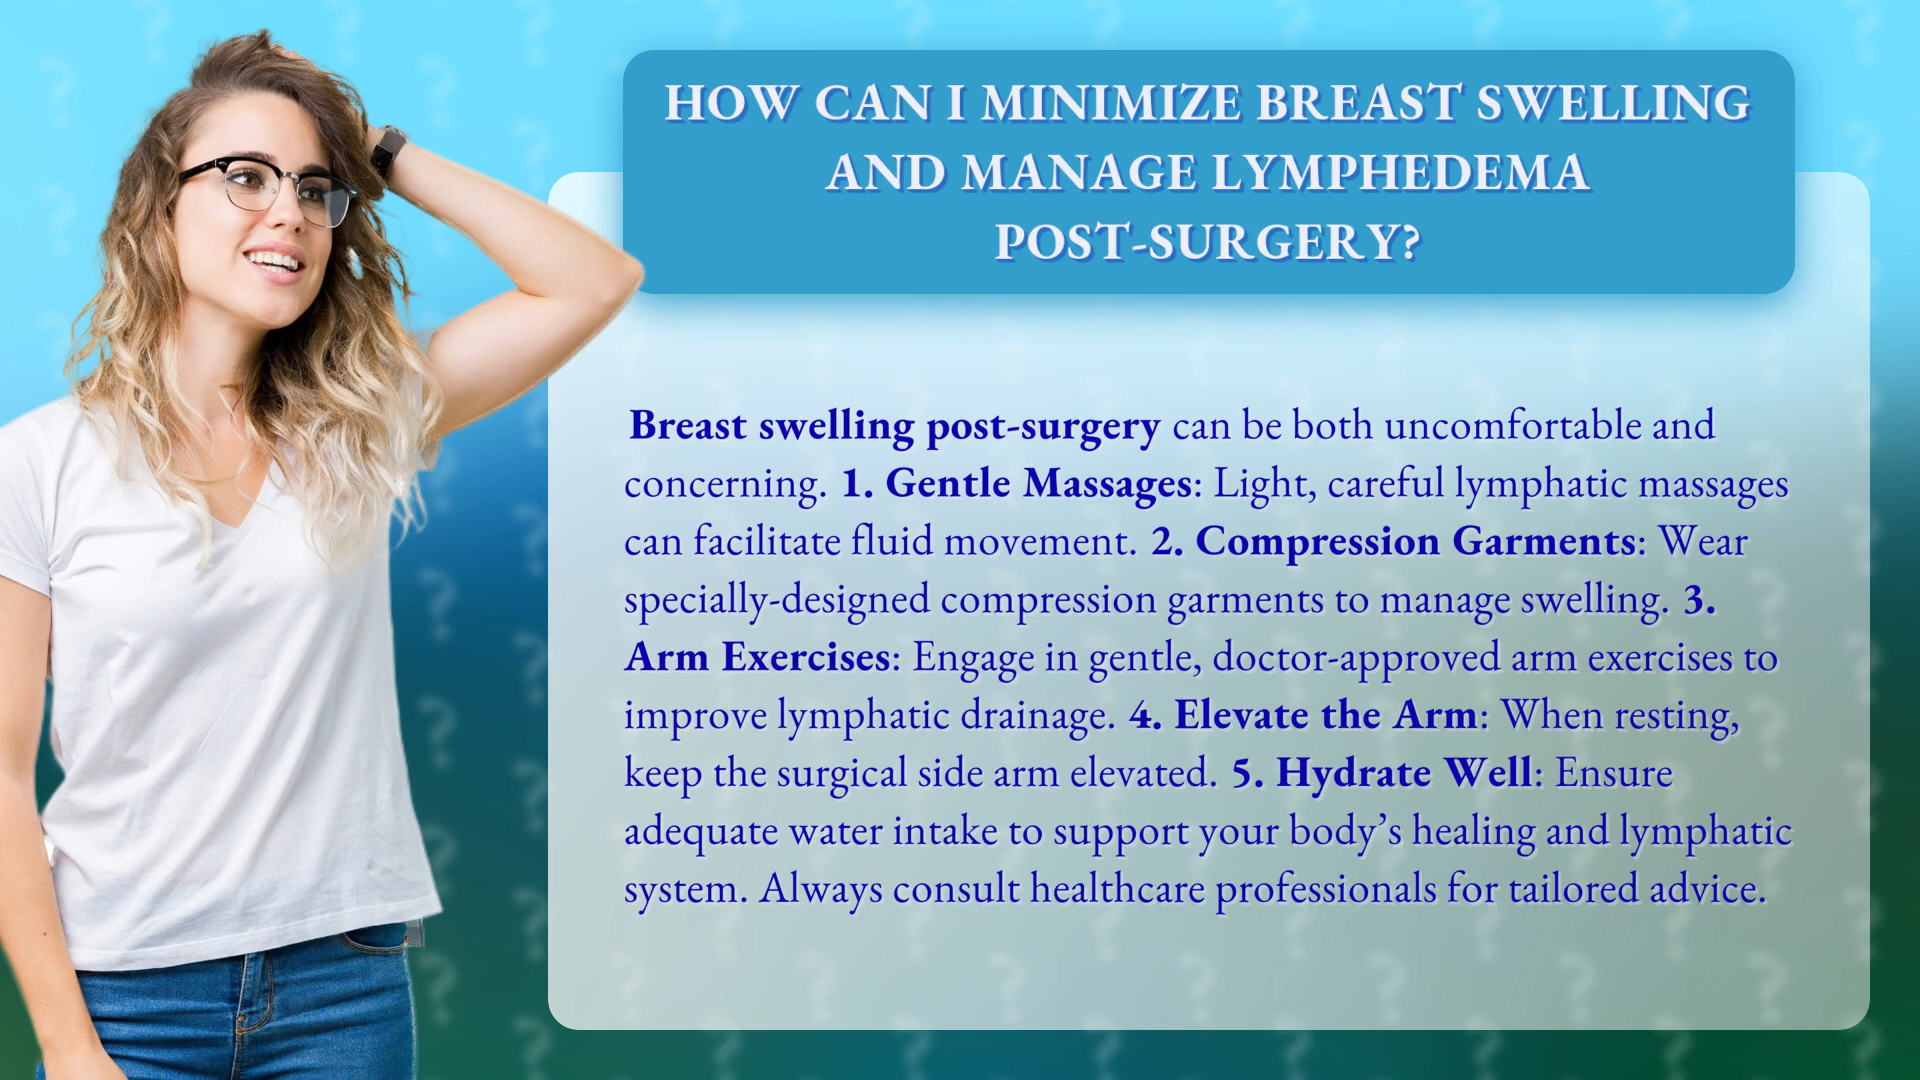 HOW CAN I MINIMIZE BREAST SWELLING
AND MANAGE LYMPHEDEMA
POST-SURGERY?
Breast swelling post-surgery can be both uncomfortable and
concerning. 1. Gentle Massages: Light, careful lymphatic massages
can facilitate fluid movement. 2. Compression Garments: Wear
specially-designed compression garments to manage swelling. 3.
Arm Exercises: Engage in gentle, doctor-approved arm exercises to
improve lymphatic drainage. 4. Elevate the Arm: When resting,
keep the surgical side arm elevated. 5. Hydrate Well: Ensure
adequate water intake to support your body’s healing and lymphatic
system. Always consult healthcare professionals for tailored advice.